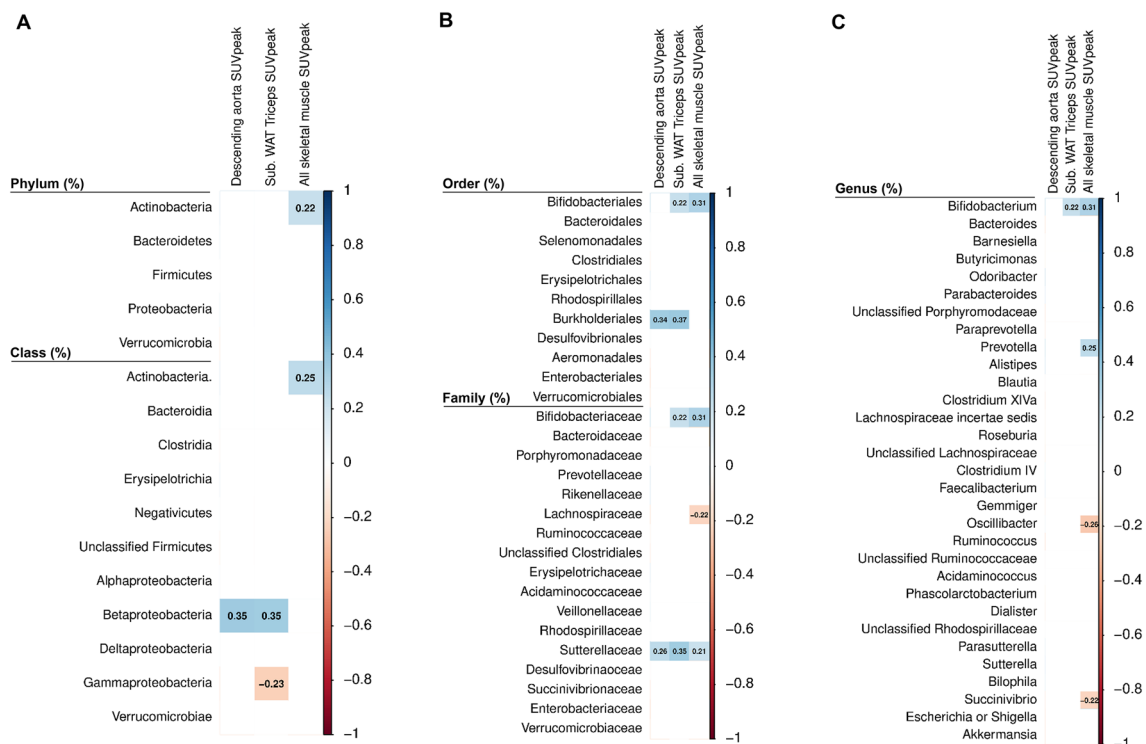 A
Descending aorta SUVpeak
Sub. WAT Triceps SUVpeak
All skeletal muscle SUVpeak
Phylum (%)
Actinobacteria 0.22
Bacteroidetes
Firmicutes
Proteobacteria
Verrucomicrobia
Class (%)
Actinobacteria. 0.25
Bacteroidia
Clostridia
Erysipelotrichia
Negativicutes
Unclassified Firmicutes
Alphaproteobacteria
Betaproteobacteria 0.35 0.35
Deltaproteobacteria
Gammaproteobacteria −0.23
Verrucomicrobiae
1
0.8
0.6
0.4
0.2
0
−0.2
−0.4
−0.6
−0.8
−1
B
Descending aorta SUVpeak
Sub. WAT Triceps SUVpeak
All skeletal muscle SUVpeak
Order (%)
Bifidobacteriales 0.22 0.31
Bacteroidales
Selenomonadales
Clostridiales
Erysipelotrichales
Rhodospirillales
Burkholderiales 0.34 0.37
Desulfovibrionales
Aeromonadales
Enterobacteriales
Verrucomicrobiales
Family (%)
Bifidobacteriaceae 0.22 0.31
Bacteroidaceae
Porphyromonadaceae
Prevotellaceae
Rikenellaceae
Lachnospiraceae −0.22
Ruminococcaceae
Unclassified Clostridiales
Erysipelotrichaceae
Acidaminococcaceae
Veillonellaceae
Rhodospirillaceae
Sutterellaceae 0.26 0.35 0.21
Desulfovibrinaoceae
Succinivibrionaceae
Enterobacteriaceae
Verrucomicrobiaceae
1
0.8
0.6
0.4
0.2
0
−0.2
−0.4
−0.6
−0.8
−1
C
Descending aorta SUVpeak
Sub. WAT Triceps SUVpeak
All skeletal muscle SUVpeak
Genus (%)
Bifidobacterium 0.22 0.31
Bacteroides
Barnesiella
Butyricimonas
Odoribacter
Parabacteroides
Unclassified Porphyromodaceae
Paraprevotella
Prevotella 0.25
Alistipes
Blautia
Clostridium XIVa
Lachnospiraceae incertae sedis
Roseburia
Unclassified Lachnospiraceae
Clostridium IV
Faecalibacterium
Gemmiger
Oscillibacter −0.26
Ruminococcus
Unclassified Ruminococcaceae
Acidaminococcus
Phascolarctobacterium
Dialister
Unclassified Rhodospirillaceae
Parasutterella
Sutterella
Bilophila
Succinivibrio −0.22
Escherichia or Shigella
Akkermansia
1
0.8
0.6
0.4
0.2
0
−0.2
−0.4
−0.6
−0.8
−1